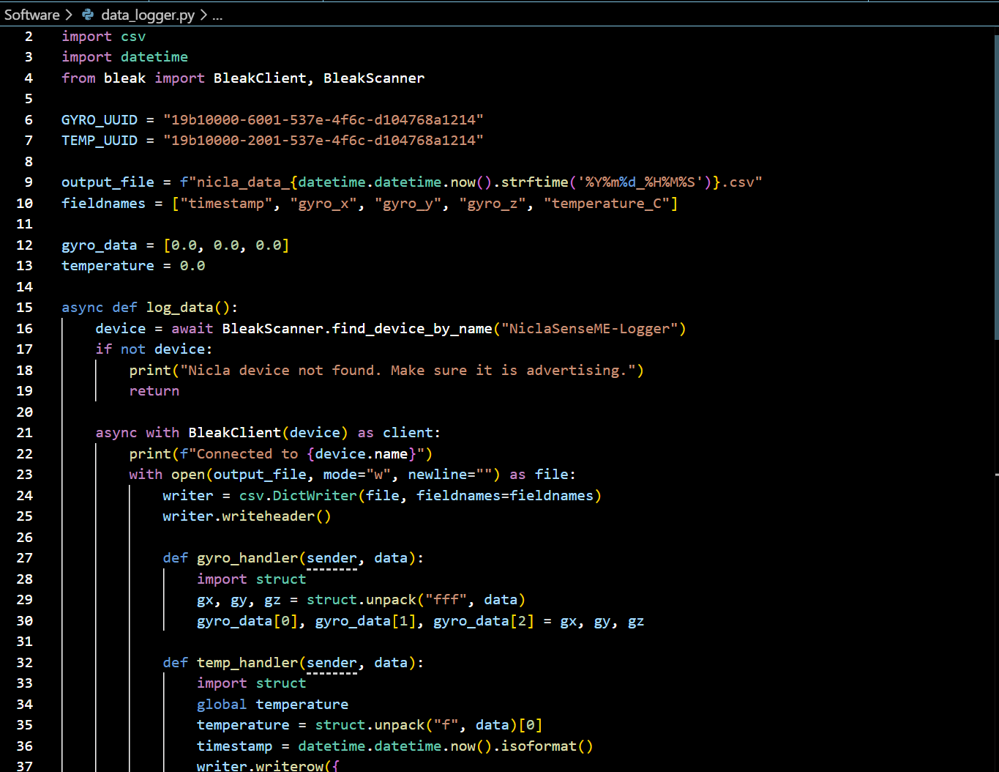 Software > data_logger.py > ...
2 import csv
3 import datetime
4 from bleak import BleakClient, BleakScanner
5
6 GYRO_UUID = "19b10000-6001-537e-4f6c-d104768a1214"
7 TEMP_UUID = "19b10000-2001-537e-4f6c-d104768a1214"
8
9 output_file = f"nicla_data_{datetime.datetime.now().strftime('%Y%m%d_%H%M%S')}.csv"
10 fieldnames = ["timestamp", "gyro_x", "gyro_y", "gyro_z", "temperature_C"]
11
12 gyro_data = [0.0, 0.0, 0.0]
13 temperature = 0.0
14
15 async def log_data():
16     device = await BleakScanner.find_device_by_name("NiclaSenseME-Logger")
17     if not device:
18         print("Nicla device not found. Make sure it is advertising.")
19         return
20
21     async with BleakClient(device) as client:
22         print(f"Connected to {device.name}")
23         with open(output_file, mode="w", newline="") as file:
24             writer = csv.DictWriter(file, fieldnames=fieldnames)
25             writer.writeheader()
26
27             def gyro_handler(sender, data):
28                 import struct
29                 gx, gy, gz = struct.unpack("fff", data)
30                 gyro_data[0], gyro_data[1], gyro_data[2] = gx, gy, gz
31
32             def temp_handler(sender, data):
33                 import struct
34                 global temperature
35                 temperature = struct.unpack("f", data)[0]
36                 timestamp = datetime.datetime.now().isoformat()
37                 writer.writerow({